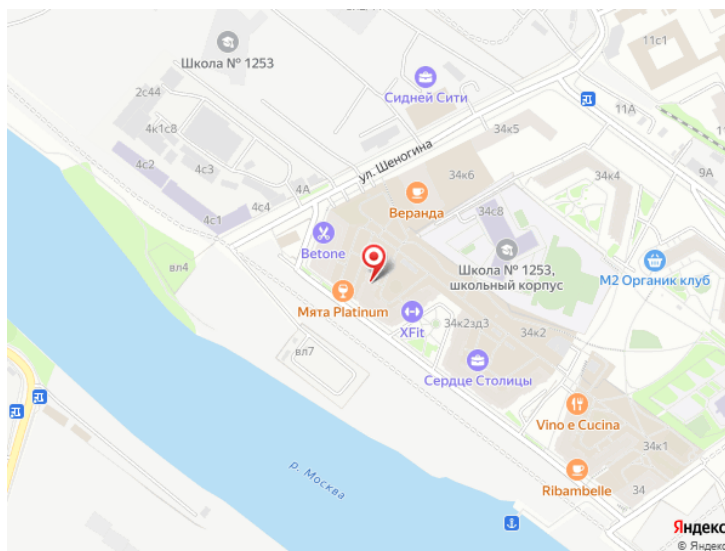 11с1
Школа № 1253
Сидней Сити
2с44
11А
4к1с8
34к5
ул. Шеногина
4с2
4с3
34к6
34к4
9А
4А
4с4
4с1
Веранда
34с8
Betone
Школа № 1253,
школьный корпус
вл4
М2 Органик клуб
Мята Platinum
XFit
34к2зд3
34к2
вл7
Сердце Столицы
Vino e Cucina
34к1
р. Москва
Ribambelle
34
Яндекс
© Яндекс